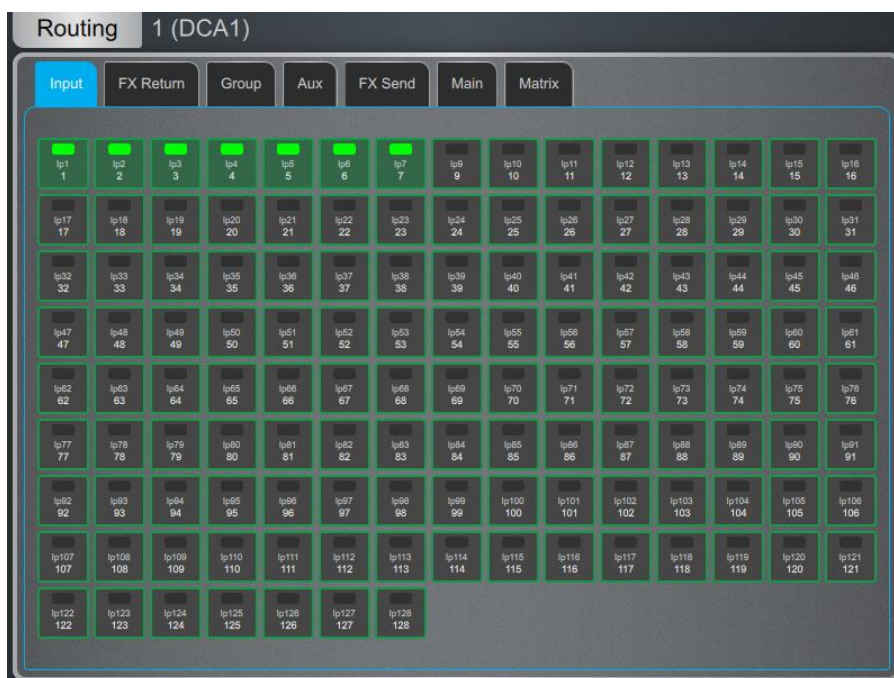 Routing 1 (DCA1)
Input FX Return Group Aux FX Send Main Matrix
Ip1 Ip2 Ip3 Ip4 Ip5 Ip6 Ip7 Ip9 Ip10 Ip11 Ip12 Ip13 Ip14 Ip15 Ip16
1 2 3 4 5 6 7 9 10 11 12 13 14 15 16
Ip17 Ip18 Ip19 Ip20 Ip21 Ip22 Ip23 Ip24 Ip25 Ip26 Ip27 Ip28 Ip29 Ip30 Ip31
17 18 19 20 21 22 23 24 25 26 27 28 29 30 31
Ip32 Ip33 Ip34 Ip35 Ip36 Ip37 Ip38 Ip39 Ip40 Ip41 Ip42 Ip43 Ip44 Ip45 Ip46
32 33 34 35 36 37 38 39 40 41 42 43 44 45 46
Ip47 Ip48 Ip49 Ip50 Ip51 Ip52 Ip53 Ip54 Ip55 Ip56 Ip57 Ip58 Ip59 Ip60 Ip61
47 48 49 50 51 52 53 54 55 56 57 58 59 60 61
Ip62 Ip63 Ip64 Ip65 Ip66 Ip67 Ip68 Ip69 Ip70 Ip71 Ip72 Ip73 Ip74 Ip75 Ip76
62 63 64 65 66 67 68 69 70 71 72 73 74 75 76
Ip77 Ip78 Ip79 Ip80 Ip81 Ip82 Ip83 Ip84 Ip85 Ip86 Ip87 Ip88 Ip89 Ip90 Ip91
77 78 79 80 81 82 83 84 85 86 87 88 89 90 91
Ip92 Ip93 Ip94 Ip95 Ip96 Ip97 Ip98 Ip99 Ip100 Ip101 Ip102 Ip103 Ip104 Ip105 Ip106
92 93 94 95 96 97 98 99 100 101 102 103 104 105 106
Ip107 Ip108 Ip109 Ip110 Ip111 Ip112 Ip113 Ip114 Ip115 Ip116 Ip117 Ip118 Ip119 Ip120 Ip121
107 108 109 110 111 112 113 114 115 116 117 118 119 120 121
Ip122 Ip123 Ip124 Ip125 Ip126 Ip127 Ip128
122 123 124 125 126 127 128